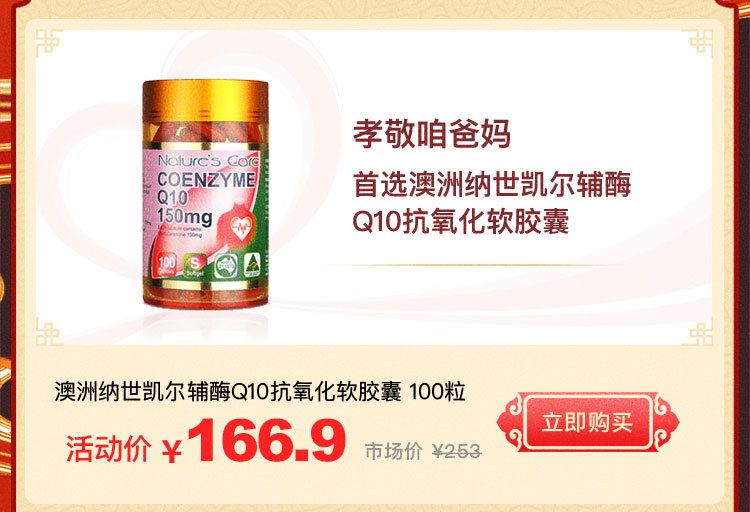 孝敬咱爸妈
首选澳洲纳世凯尔辅酶
Q10抗氧化软胶囊
Nature's Care
COENZYME
Q10
150mg
100
S
Softgel
澳洲纳世凯尔辅酶Q10抗氧化软胶囊 100粒
活动价 ¥166.9 市场价 ¥253
立即购买